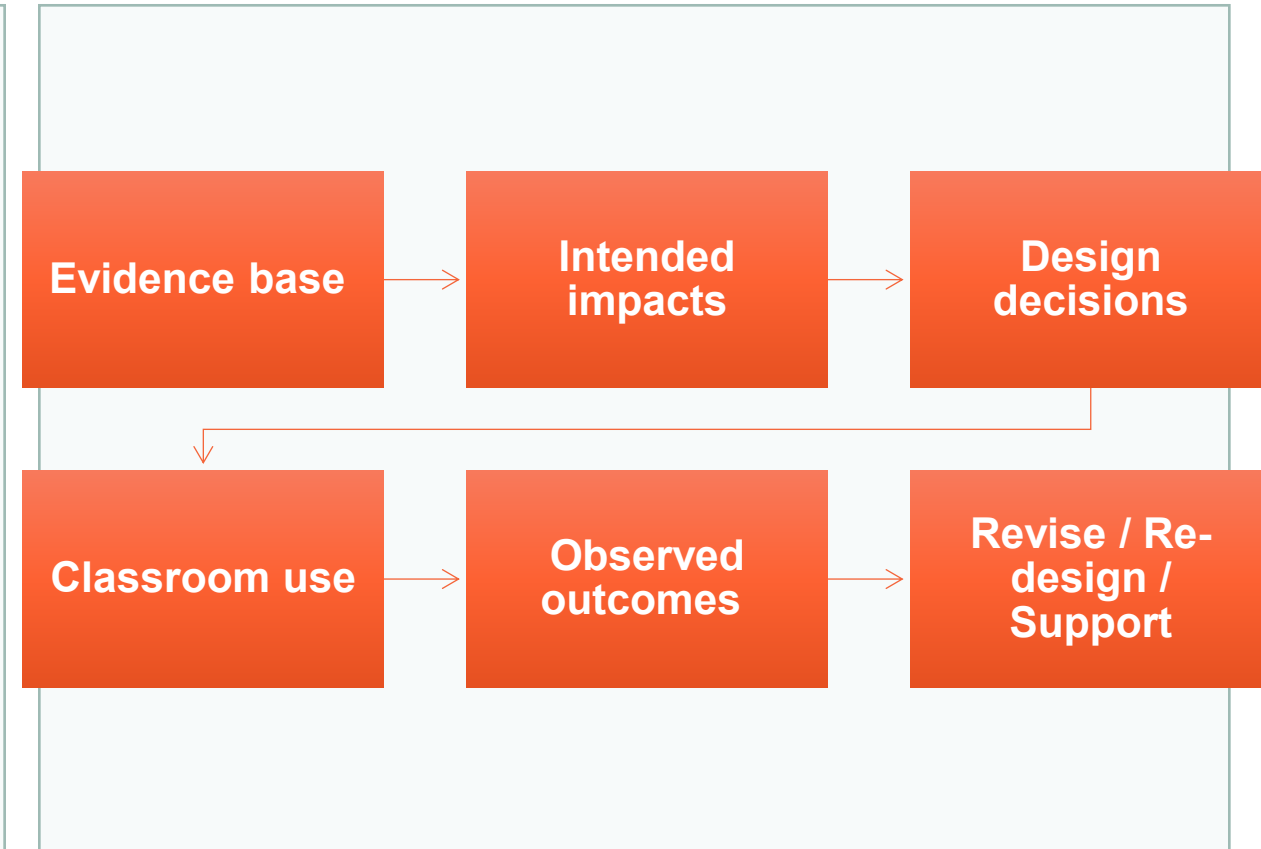 Evidence base
Intended
impacts
Design
decisions
Classroom use
Observed
outcomes
Revise / Re-
design /
Support